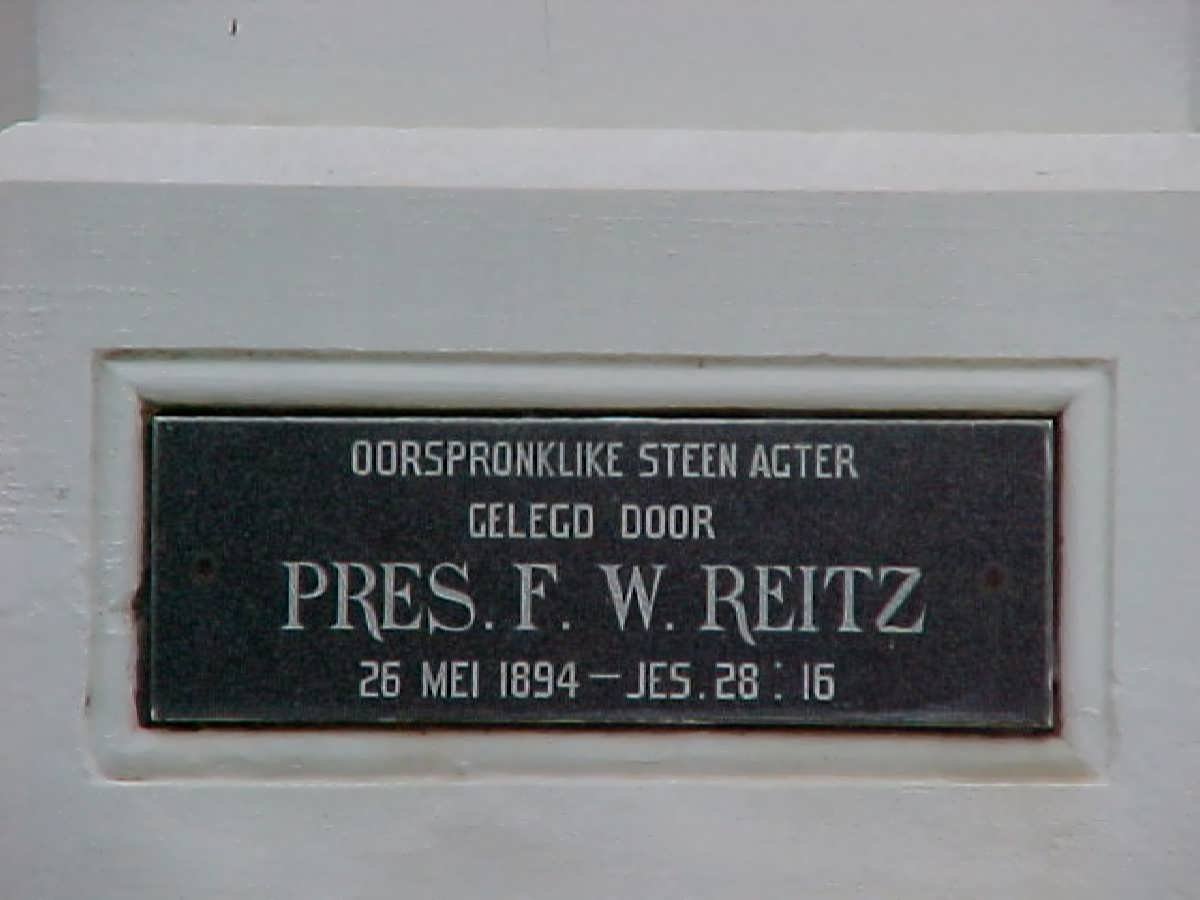 OORSPRONKLIKE STEEN AGTER
GELEGD DOOR
PRES. F. W. REITZ
26 MEI 1894 – JES. 28 : 16